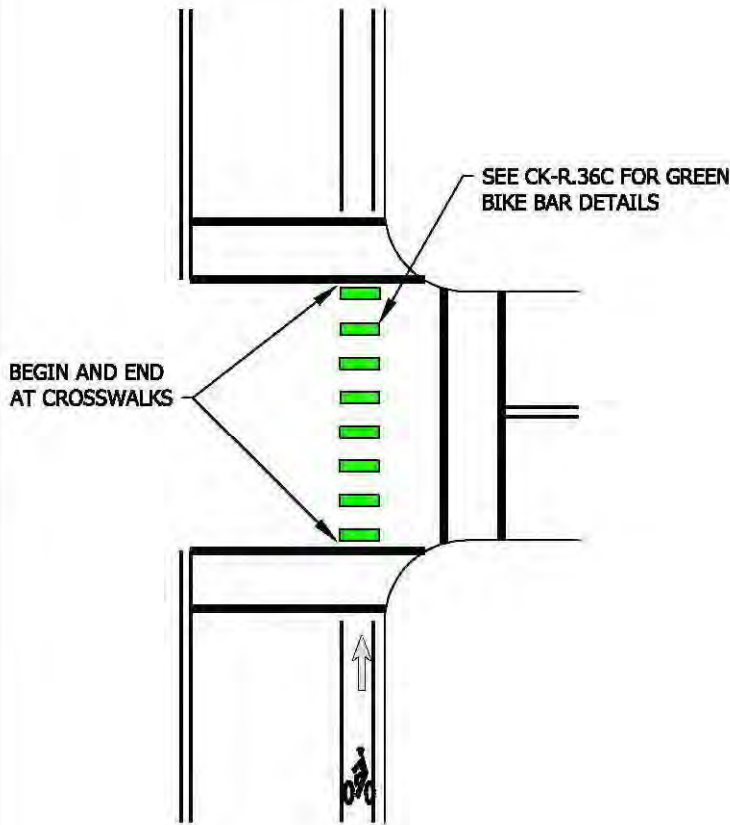 SEE CK-R.36C FOR GREEN
BIKE BAR DETAILS
BEGIN AND END
AT CROSSWALKS